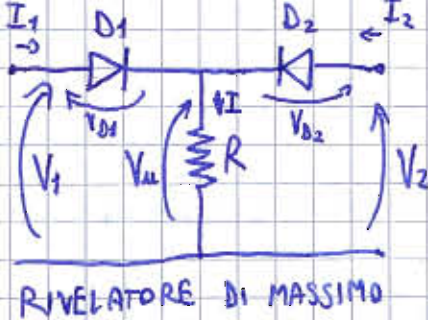 I1 D1 D2 I2
I
VD1 VD2
V1 Vu R V2
RIVELATORE DI MASSIMO